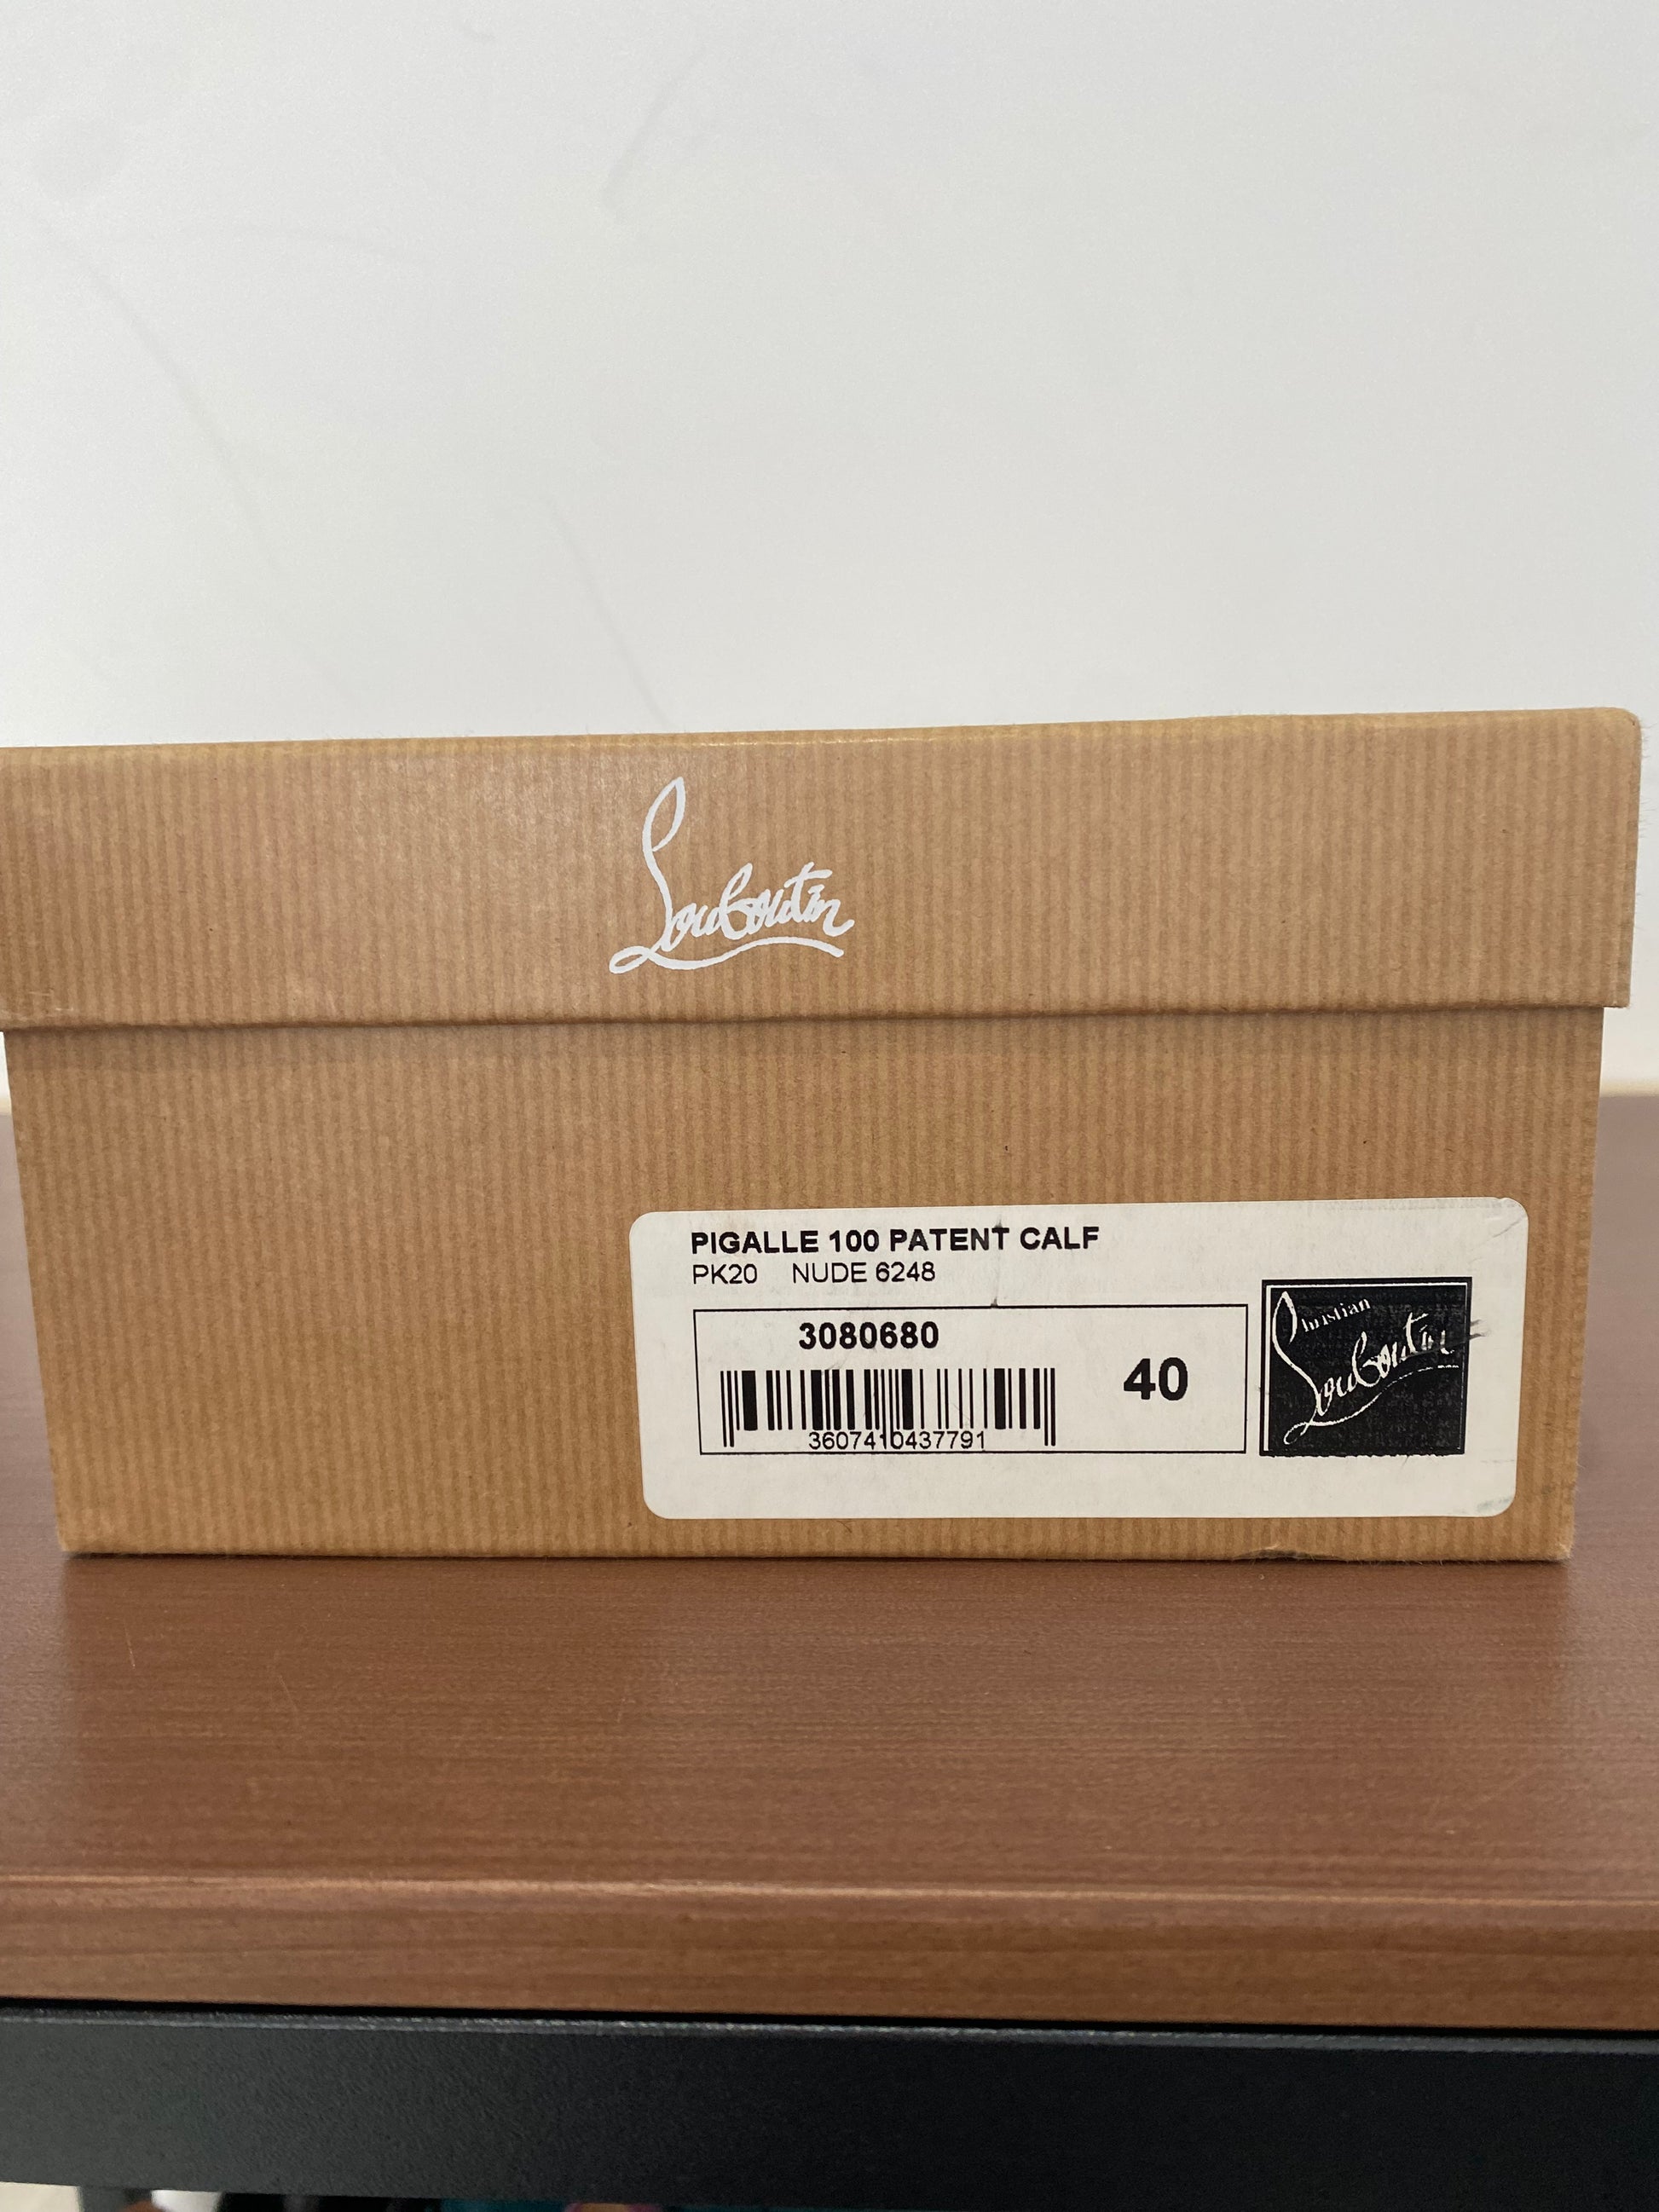 Louboutin
PIGALLE 100 PATENT CALF
PK20 NUDE 6248
3080680
40
3607410437791
Christian
Louboutin